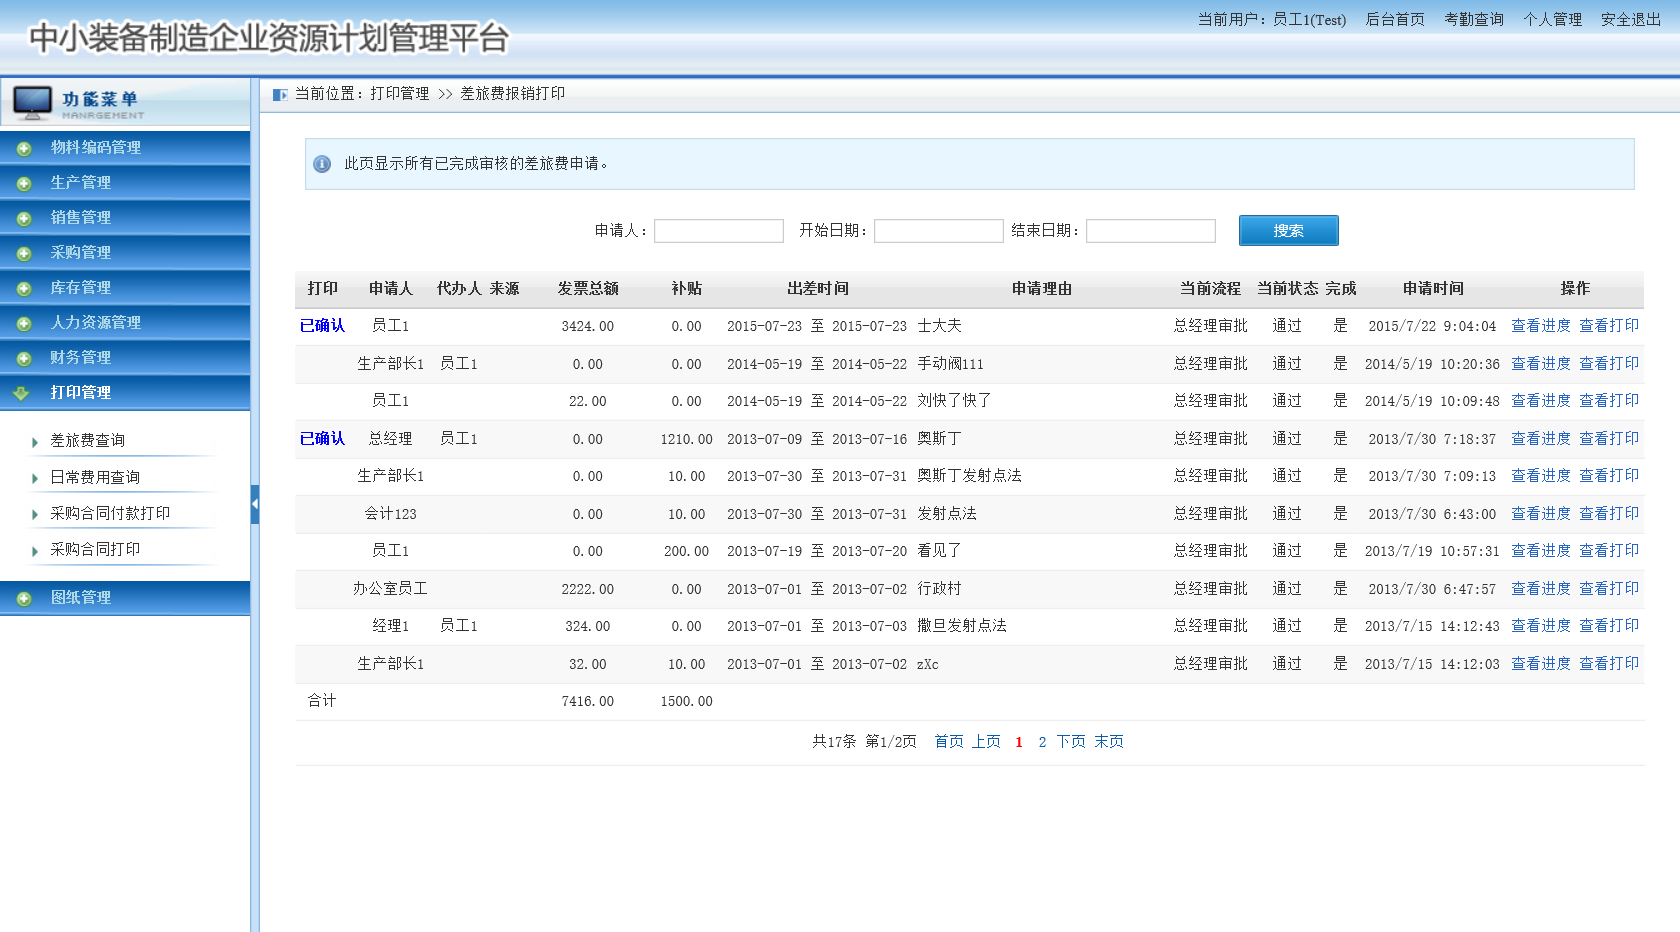 当前用户：员工1(Test) 后台首页 考勤查询 个人管理 安全退出
中小装备制造企业资源计划管理平台
功能菜单
MANRGEMENT
当前位置：打印管理 >> 差旅费报销打印
物料编码管理
生产管理
销售管理
采购管理
库存管理
人力资源管理
财务管理
打印管理
差旅费查询
日常费用查询
采购合同付款打印
采购合同打印
图纸管理
此页显示所有已完成审核的差旅费申请。
申请人： 开始日期： 结束日期： 搜索
打印 申请人 代办人 来源 发票总额 补贴 出差时间 申请理由 当前流程 当前状态 完成 申请时间 操作
已确认 员工1 3424.00 0.00 2015-07-23 至 2015-07-23 士大夫 总经理审批 通过 是 2015/7/22 9:04:04 查看进度 查看打印
生产部长1 员工1 0.00 0.00 2014-05-19 至 2014-05-22 手动阀111 总经理审批 通过 是 2014/5/19 10:20:36 查看进度 查看打印
员工1 22.00 0.00 2014-05-19 至 2014-05-22 刘快了快了 总经理审批 通过 是 2014/5/19 10:09:48 查看进度 查看打印
已确认 总经理 员工1 0.00 1210.00 2013-07-09 至 2013-07-16 奥斯丁 总经理审批 通过 是 2013/7/30 7:18:37 查看进度 查看打印
生产部长1 0.00 10.00 2013-07-30 至 2013-07-31 奥斯丁发射点法 总经理审批 通过 是 2013/7/30 7:09:13 查看进度 查看打印
会计123 0.00 10.00 2013-07-30 至 2013-07-31 发射点法 总经理审批 通过 是 2013/7/30 6:43:00 查看进度 查看打印
员工1 0.00 200.00 2013-07-19 至 2013-07-20 看见了 总经理审批 通过 是 2013/7/19 10:57:31 查看进度 查看打印
办公室员工 2222.00 0.00 2013-07-01 至 2013-07-02 行政村 总经理审批 通过 是 2013/7/30 6:47:57 查看进度 查看打印
经理1 员工1 324.00 0.00 2013-07-01 至 2013-07-03 撒旦发射点法 总经理审批 通过 是 2013/7/15 14:12:43 查看进度 查看打印
生产部长1 32.00 10.00 2013-07-01 至 2013-07-02 zXc 总经理审批 通过 是 2013/7/15 14:12:03 查看进度 查看打印
合计 7416.00 1500.00
共17条 第1/2页 首页 上页 1 2 下页 末页